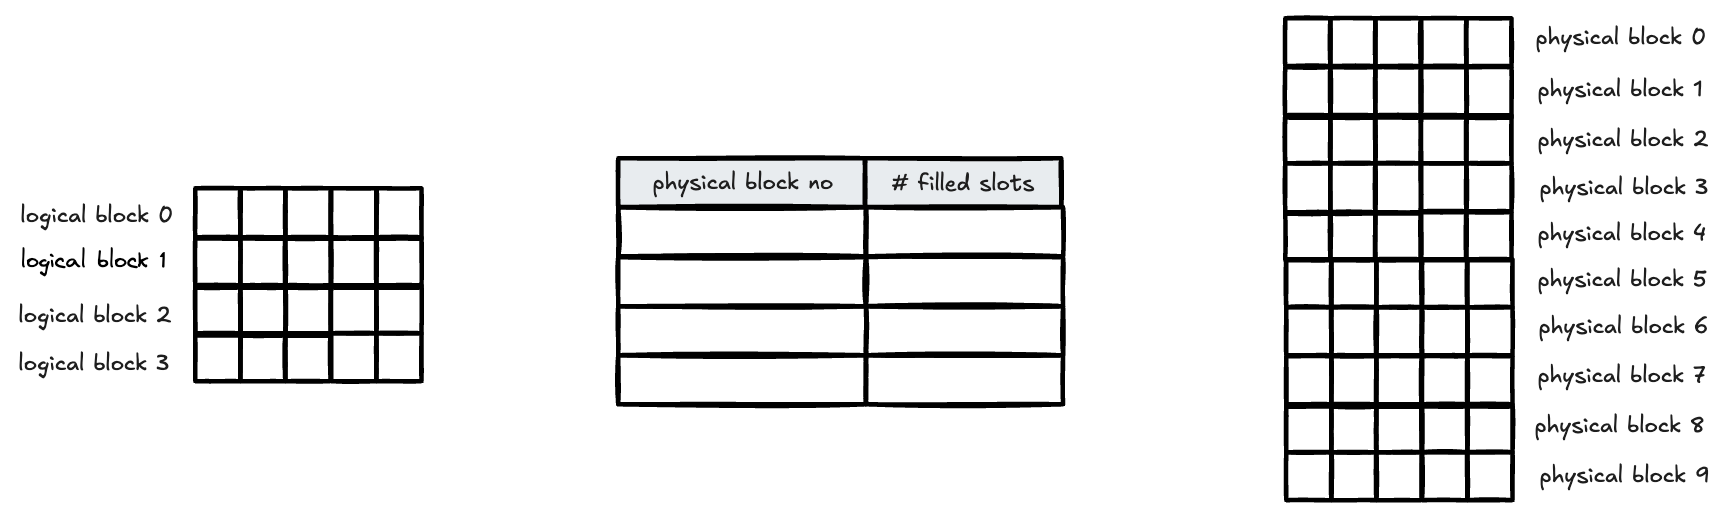 logical block 0
logical block 1
logical block 2
logical block 3
physical block no
# filled slots
physical block 0
physical block 1
physical block 2
physical block 3
physical block 4
physical block 5
physical block 6
physical block 7
physical block 8
physical block 9